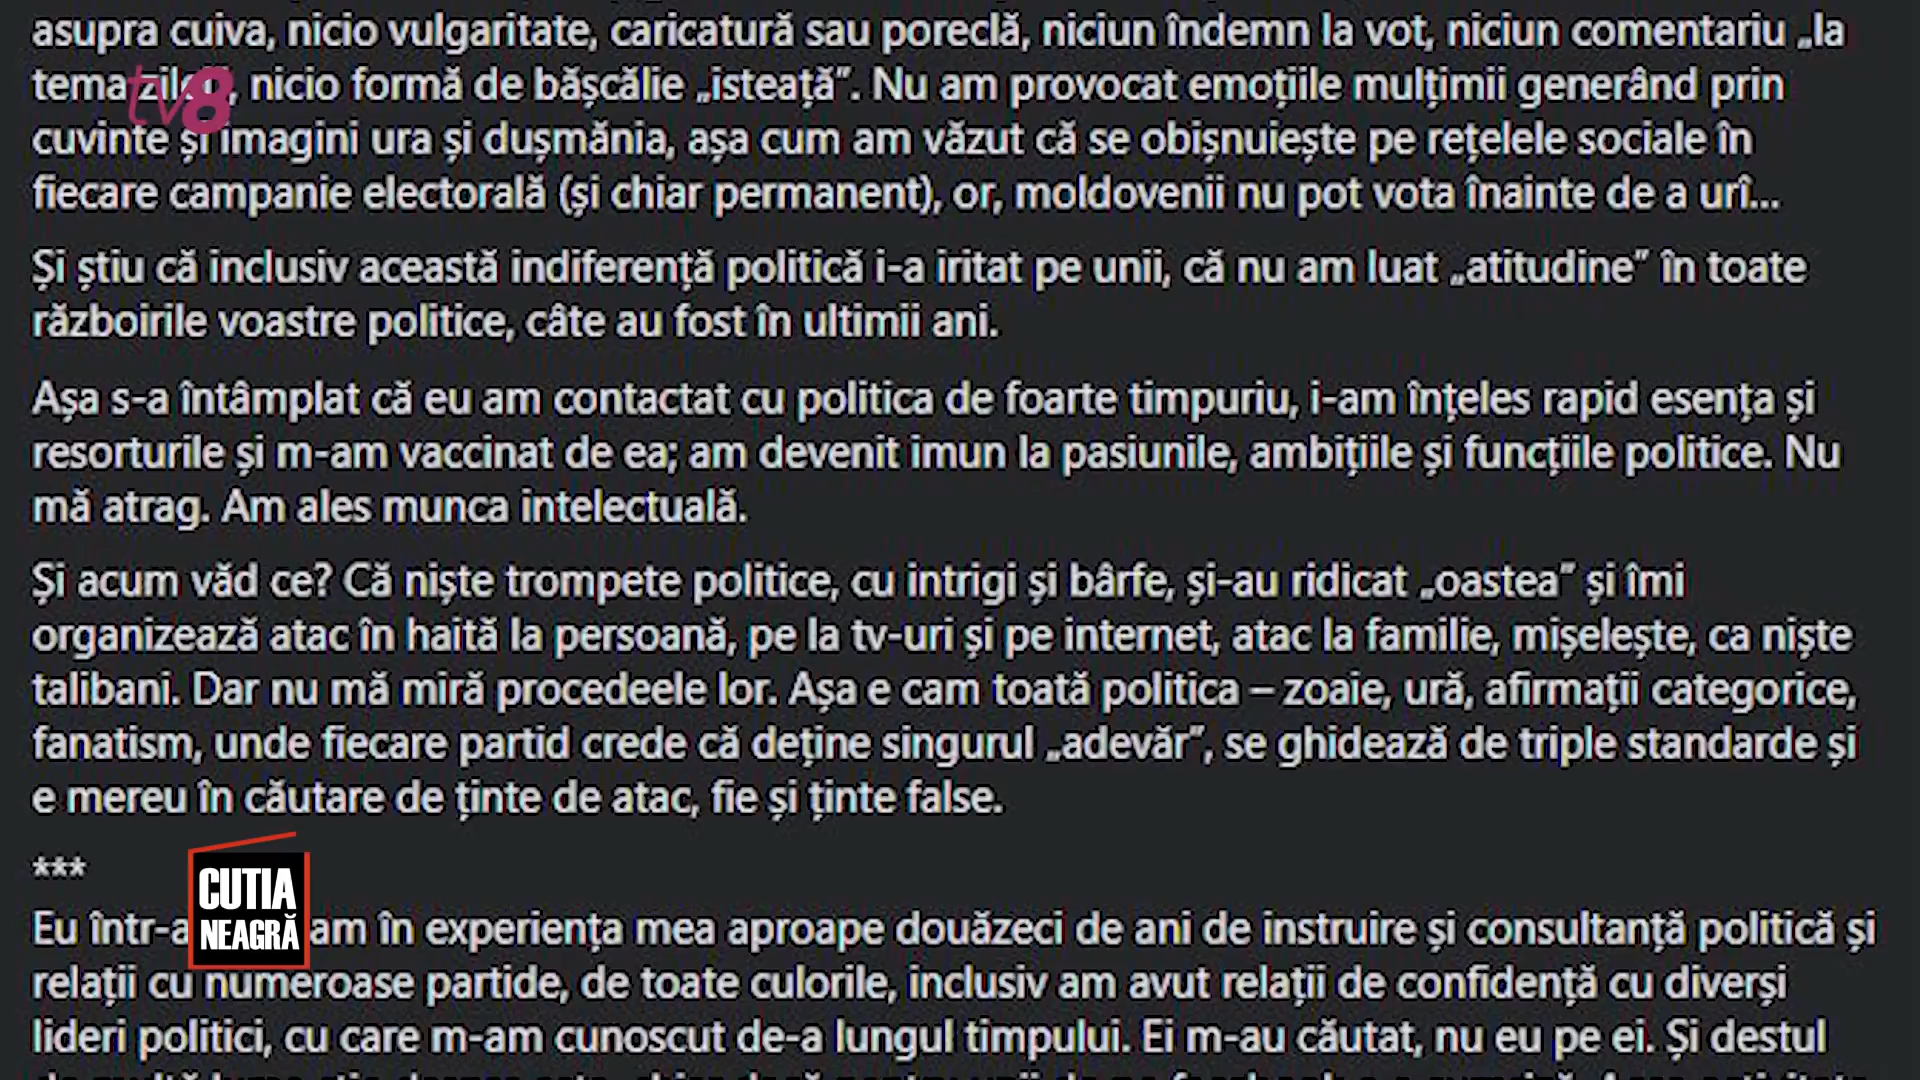 asupra cuiva, nicio vulgaritate, caricatură sau poreclă, niciun îndemn la vot, niciun comentariu „la
tema zilei”, nicio formă de bășcălie „isteață”. Nu am provocat emoțiile mulțimii generând prin
cuvinte și imagini ura și dușmănia, așa cum am văzut că se obișnuiește pe rețelele sociale în
fiecare campanie electorală (și chiar permanent), or, moldovenii nu pot vota înainte de a urî...
Și știu că inclusiv această indiferență politică i-a iritat pe unii, că nu am luat „atitudine” în toate
războirile voastre politice, câte au fost în ultimii ani.
Așa s-a întâmplat că eu am contactat cu politica de foarte timpuriu, i-am înțeles rapid esența și
resorturile și m-am vaccinat de ea; am devenit imun la pasiunile, ambițiile și funcțiile politice. Nu
mă atrag. Am ales munca intelectuală.
Și acum văd ce? Că niște trompete politice, cu intrigi și bârfe, și-au ridicat „oastea” și îmi
organizează atac în haită la persoană, pe la tv-uri și pe internet, atac la familie, mișelește, ca niște
talibani. Dar nu mă miră procedeele lor. Așa e cam toată politica – zoaie, ură, afirmații categorice,
fanatism, unde fiecare partid crede că deține singurul „adevăr”, se ghidează de triple standarde și
e mereu în căutare de ținte de atac, fie și ținte false.
***
Eu într-a am în experiența mea aproape douăzeci de ani de instruire și consultanță politică și
relații cu numeroase partide, de toate culorile, inclusiv am avut relații de confidență cu diverși
lideri politici, cu care m-am cunoscut de-a lungul timpului. Ei m-au căutat, nu eu pe ei. Și destul
tv8
CUTIA
NEAGRĂ